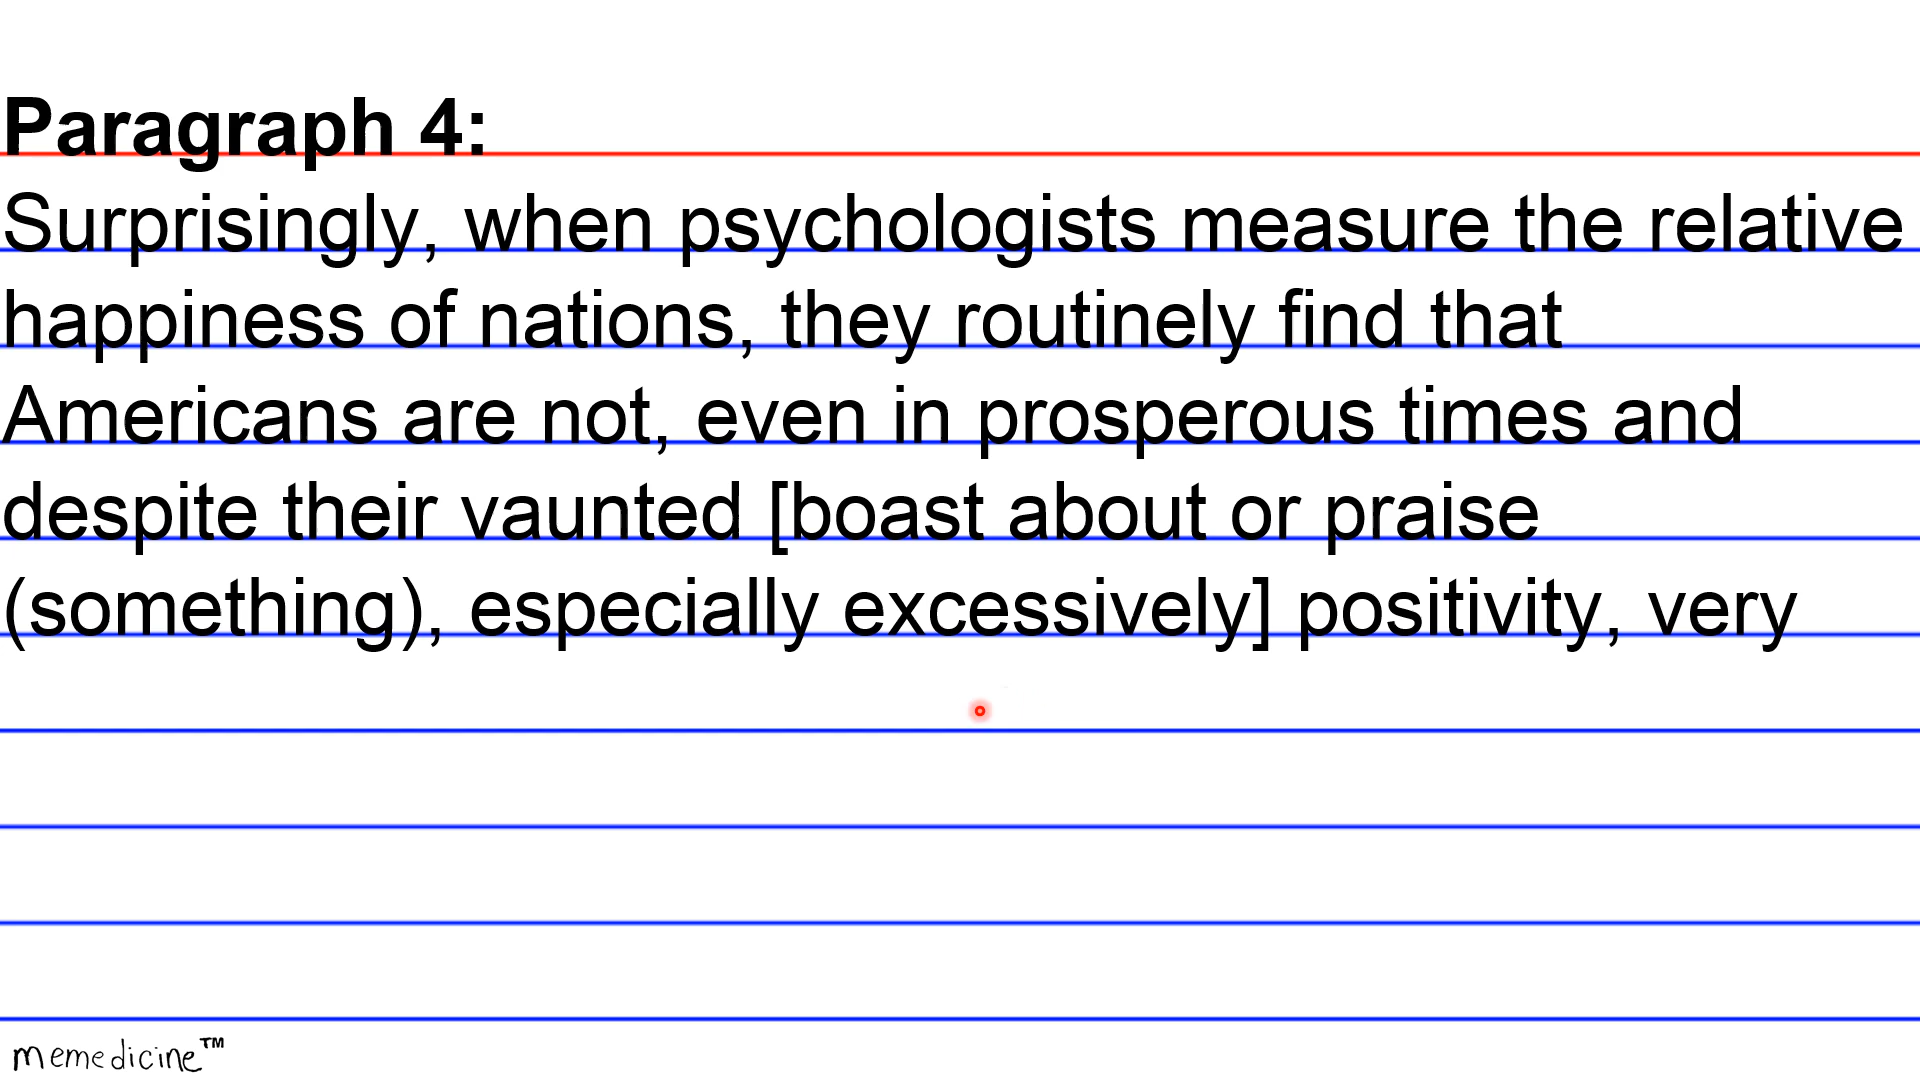 Paragraph 4:
Surprisingly, when psychologists measure the relative
happiness of nations, they routinely find that
Americans are not, even in prosperous times and
despite their vaunted [boast about or praise
(something), especially excessively] positivity, very
memedicine™